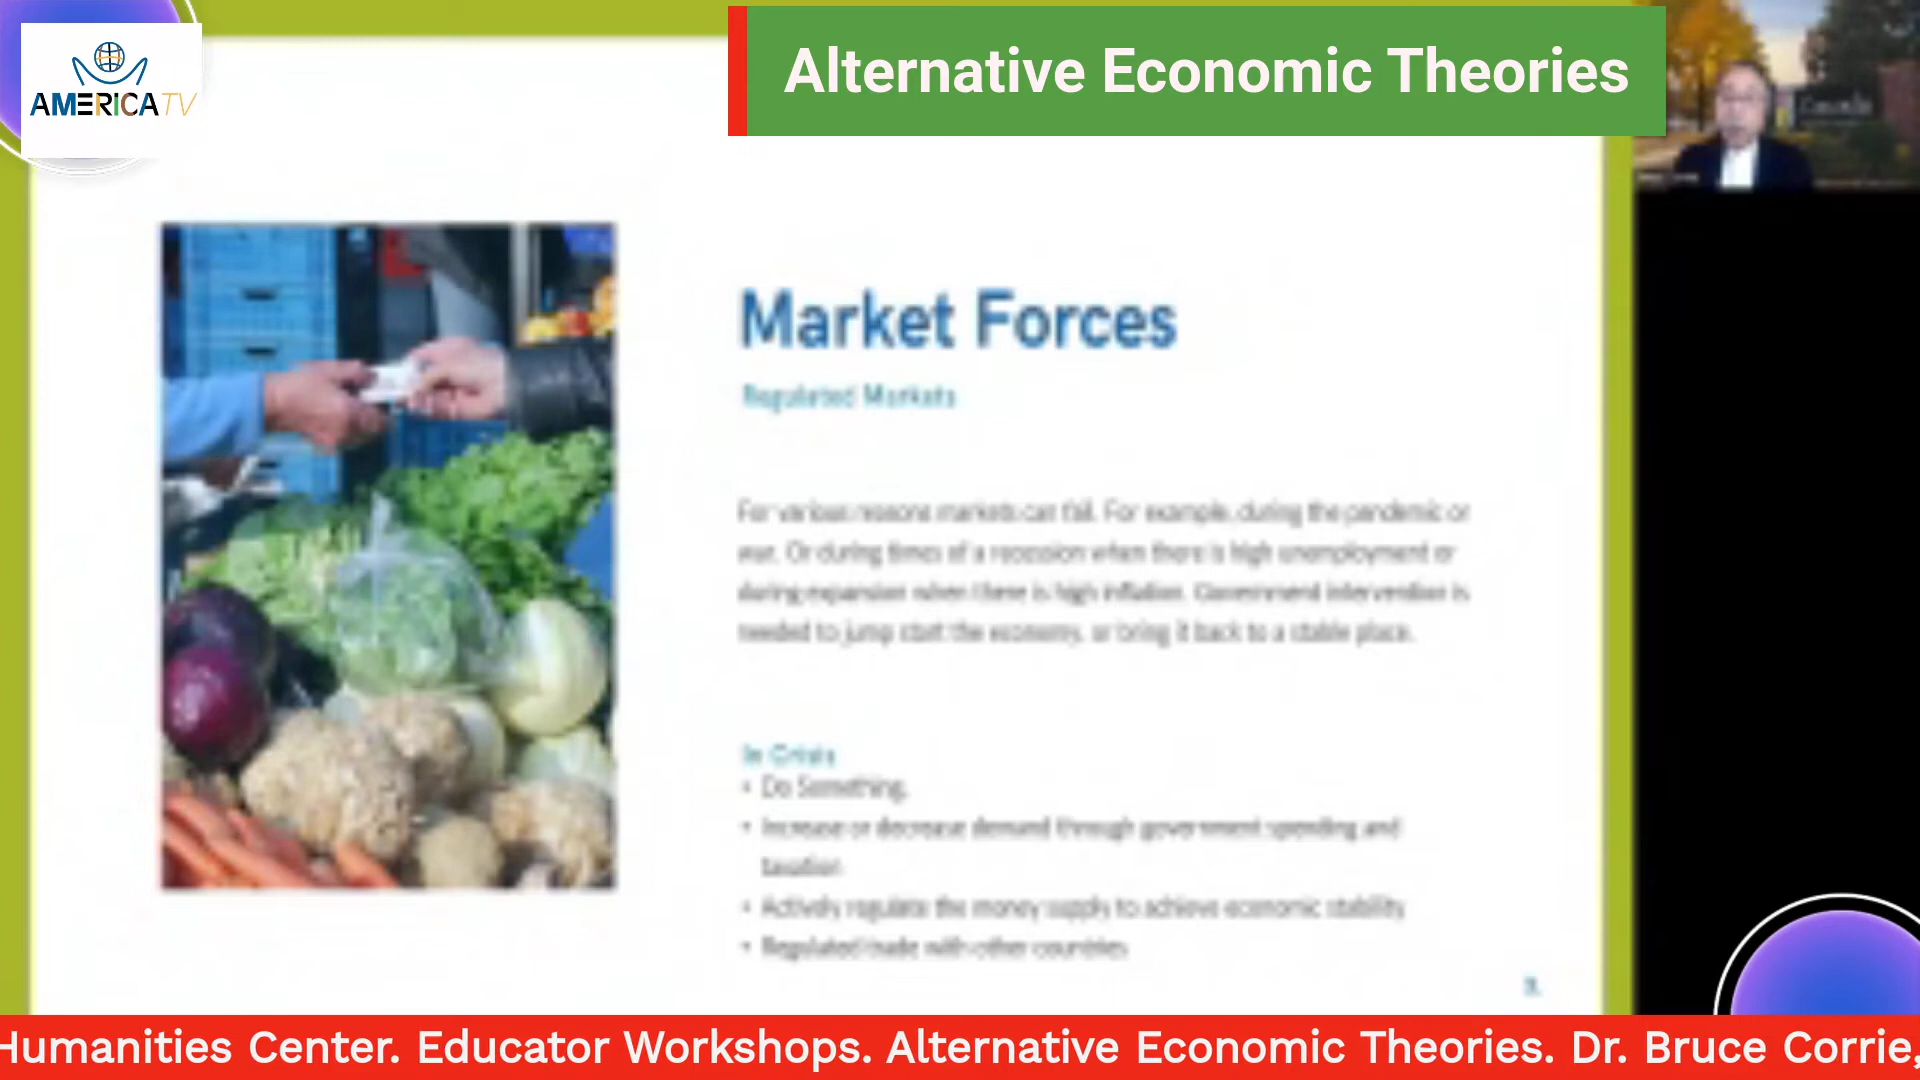 AMERICA TV
Alternative Economic Theories
Market Forces
Regulated Markets
For various reasons markets can fail. For example, during the pandemic or
war. Or during times of a recession when there is high unemployment or
during expansion when there is high inflation. Government intervention is
needed to jump start the economy, or bring it back to a stable place.
In Crisis
• Do Something.
• Increase or decrease demand through government spending and
taxation
• Actively regulate the money supply to achieve economic stability
• Regulated trade with other countries
Humanities Center. Educator Workshops. Alternative Economic Theories. Dr. Bruce Corrie,